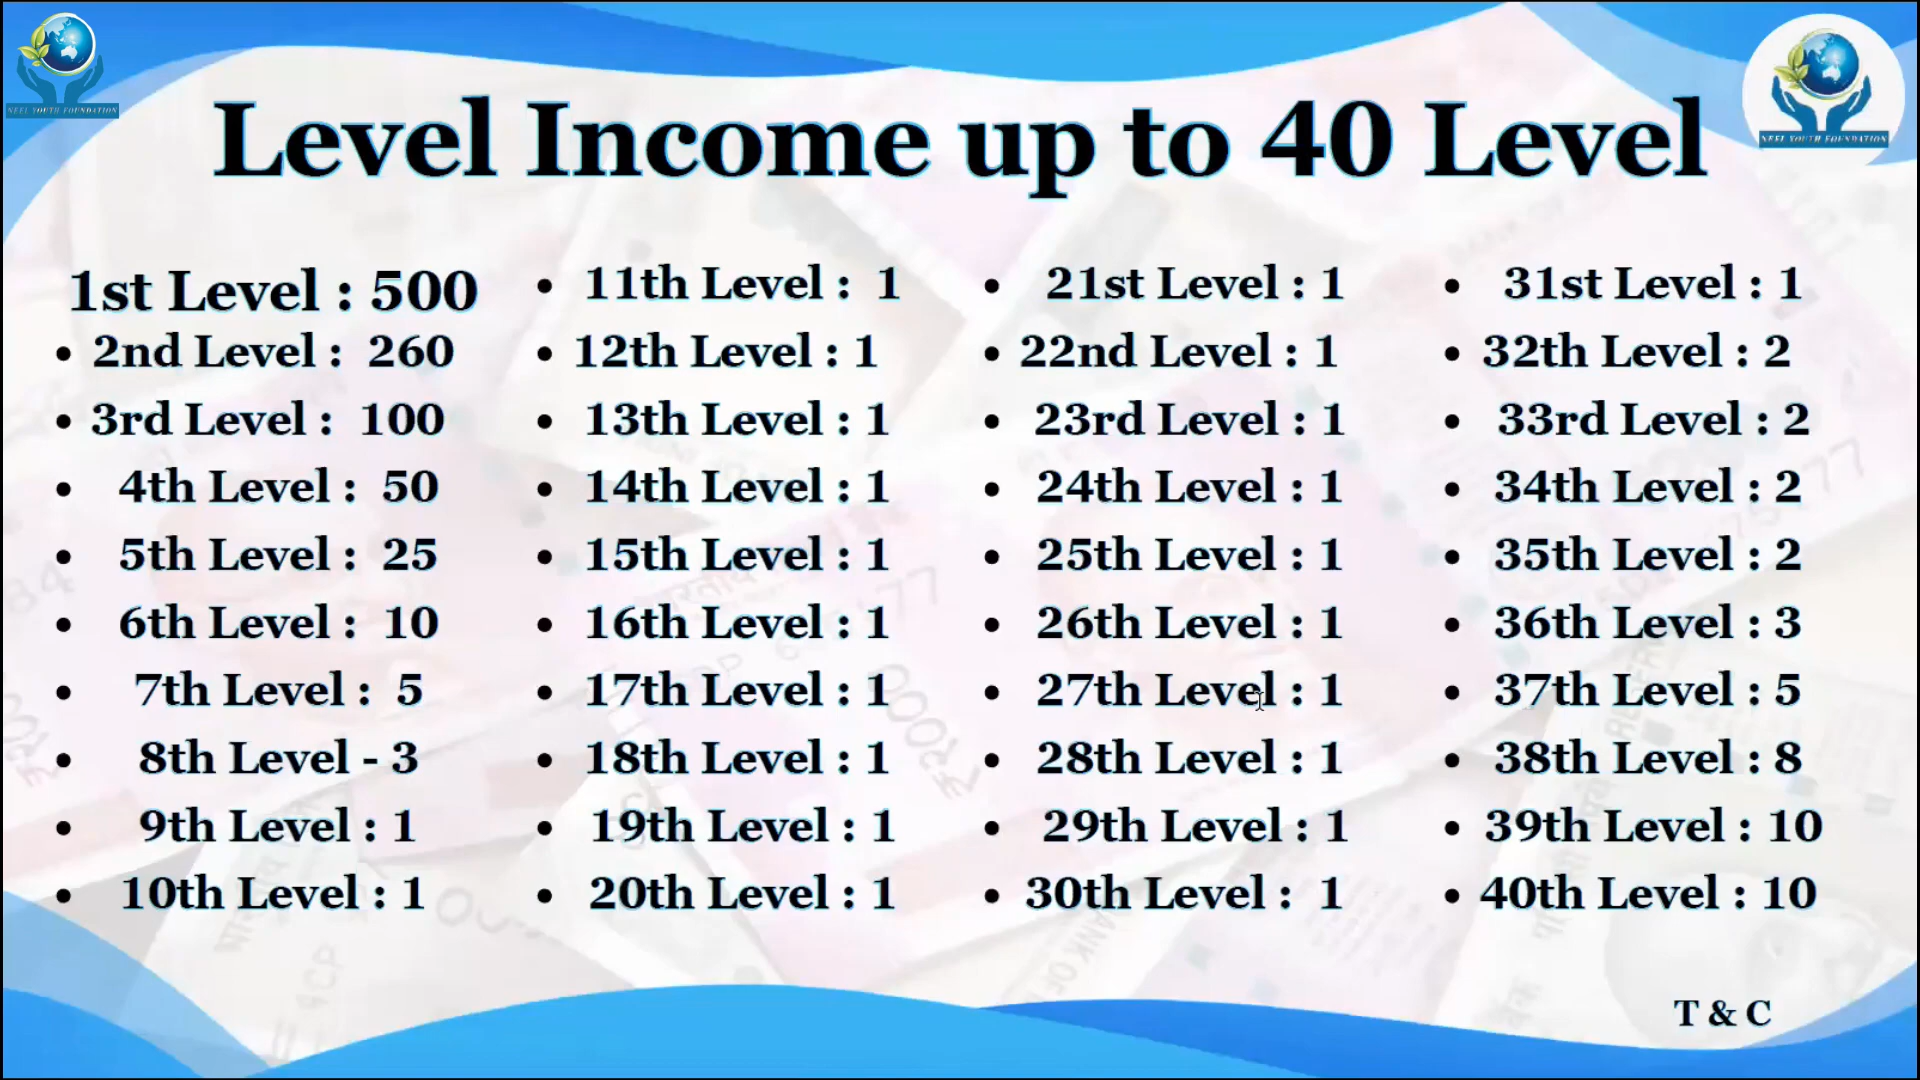 NEEL YOUTH FOUNDATION
NEEL YOUTH FOUNDATION
Level Income up to 40 Level
1st Level : 500
• 2nd Level : 260
• 3rd Level : 100
• 4th Level : 50
• 5th Level : 25
• 6th Level : 10
• 7th Level : 5
• 8th Level - 3
• 9th Level : 1
• 10th Level : 1
• 11th Level : 1
• 12th Level : 1
• 13th Level : 1
• 14th Level : 1
• 15th Level : 1
• 16th Level : 1
• 17th Level : 1
• 18th Level : 1
• 19th Level : 1
• 20th Level : 1
• 21st Level : 1
• 22nd Level : 1
• 23rd Level : 1
• 24th Level : 1
• 25th Level : 1
• 26th Level : 1
• 27th Level : 1
• 28th Level : 1
• 29th Level : 1
• 30th Level : 1
• 31st Level : 1
• 32th Level : 2
• 33rd Level : 2
• 34th Level : 2
• 35th Level : 2
• 36th Level : 3
• 37th Level : 5
• 38th Level : 8
• 39th Level : 10
• 40th Level : 10
T & C